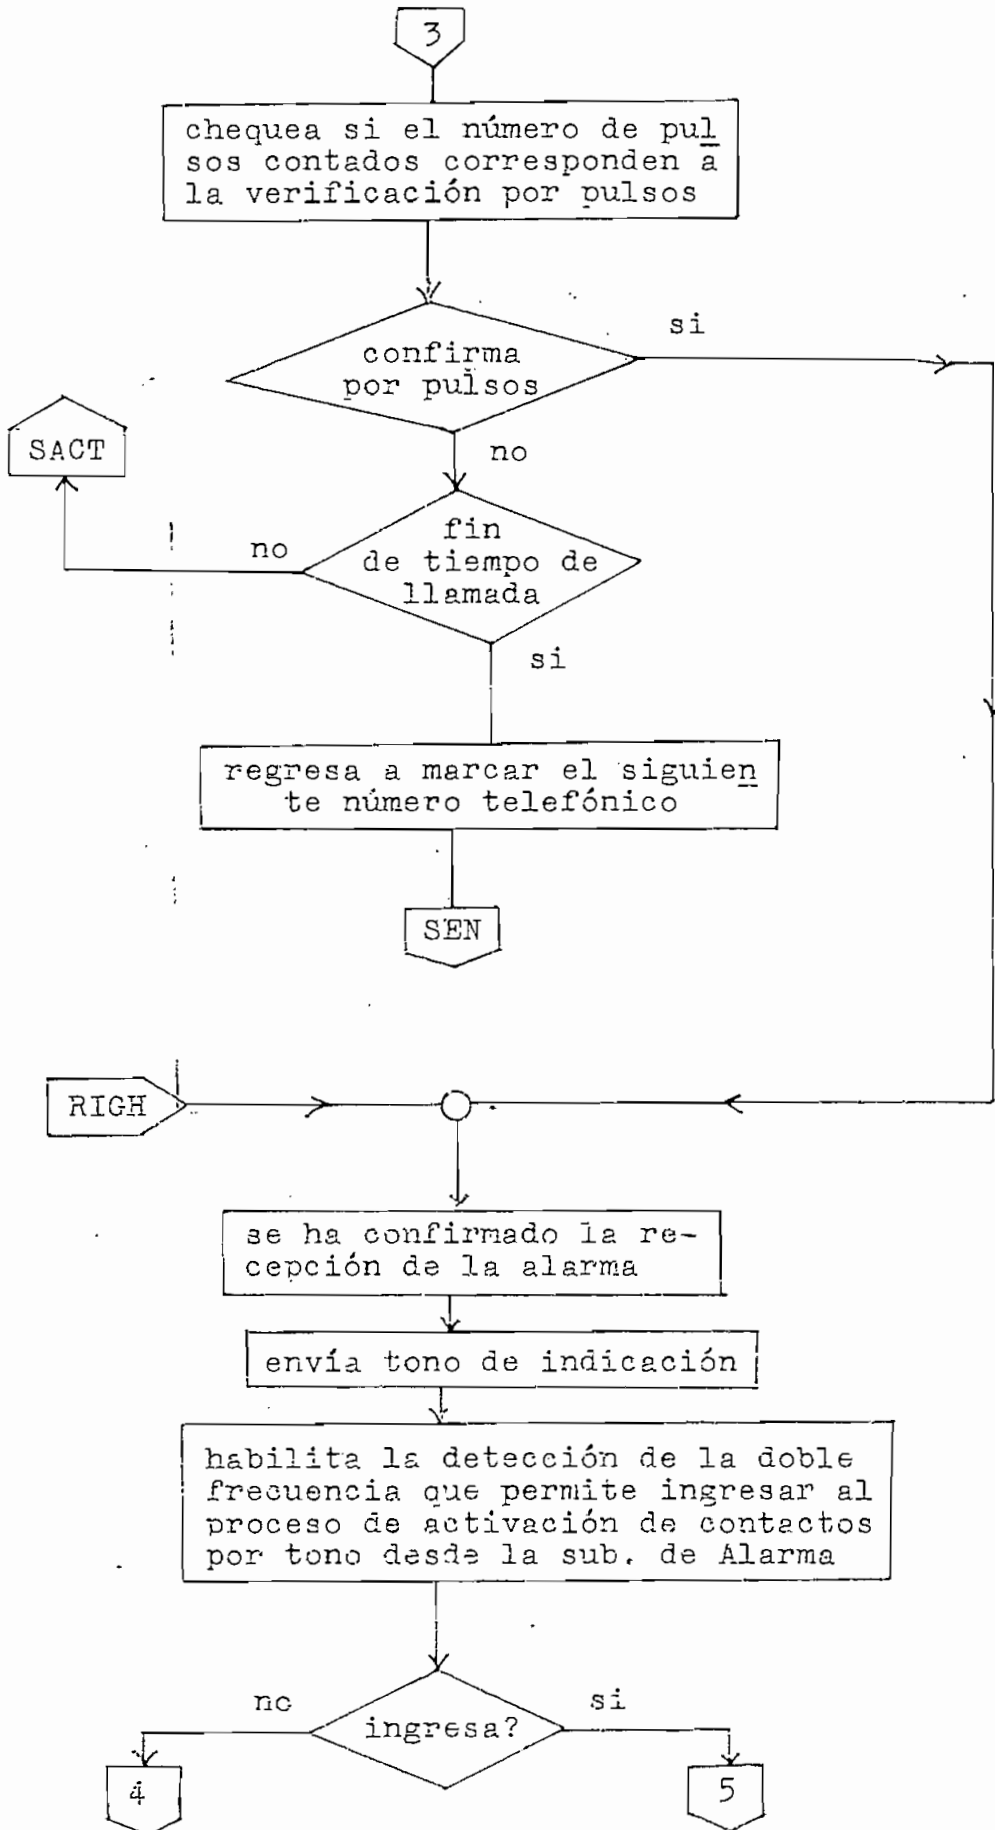 3
chequea si el número de pul
sos contados corresponden a
la verificación por pulsos
si
confirma
por pulsos
SACT
no
fin
no
de tiempo de
llamada
si
regresa a marcar el siguien
te número telefónico
SEN
RIGH
se ha confirmado la re-
cepción de la alarma
envía tono de indicación
habilita la detección de la doble
frecuencia que permite ingresar al
proceso de activación de contactos
por tono desde la sub. de Alarma
no
si
ingresa?
4
5